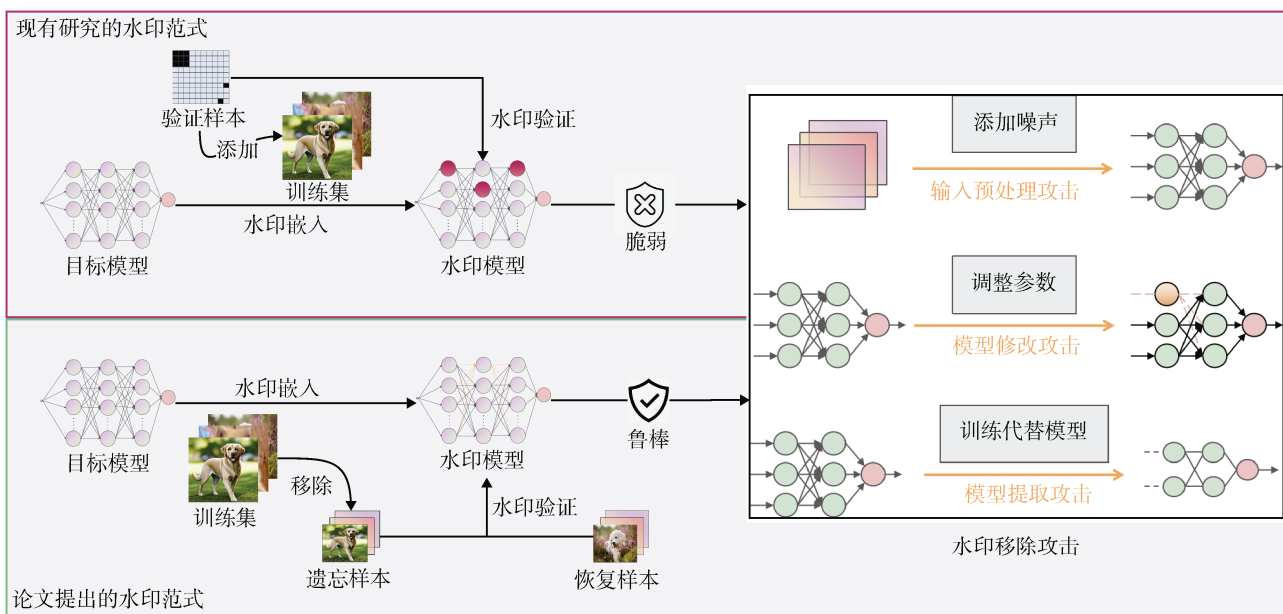 现有研究的水印范式
验证样本
添加
训练集
水印验证
目标模型
水印嵌入
水印模型
脆弱
添加噪声
输入预处理攻击
调整参数
模型修改攻击
训练代替模型
模型提取攻击
水印移除攻击
目标模型
水印嵌入
训练集
移除
遗忘样本
水印模型
水印验证
恢复样本
鲁棒
论文提出的水印范式